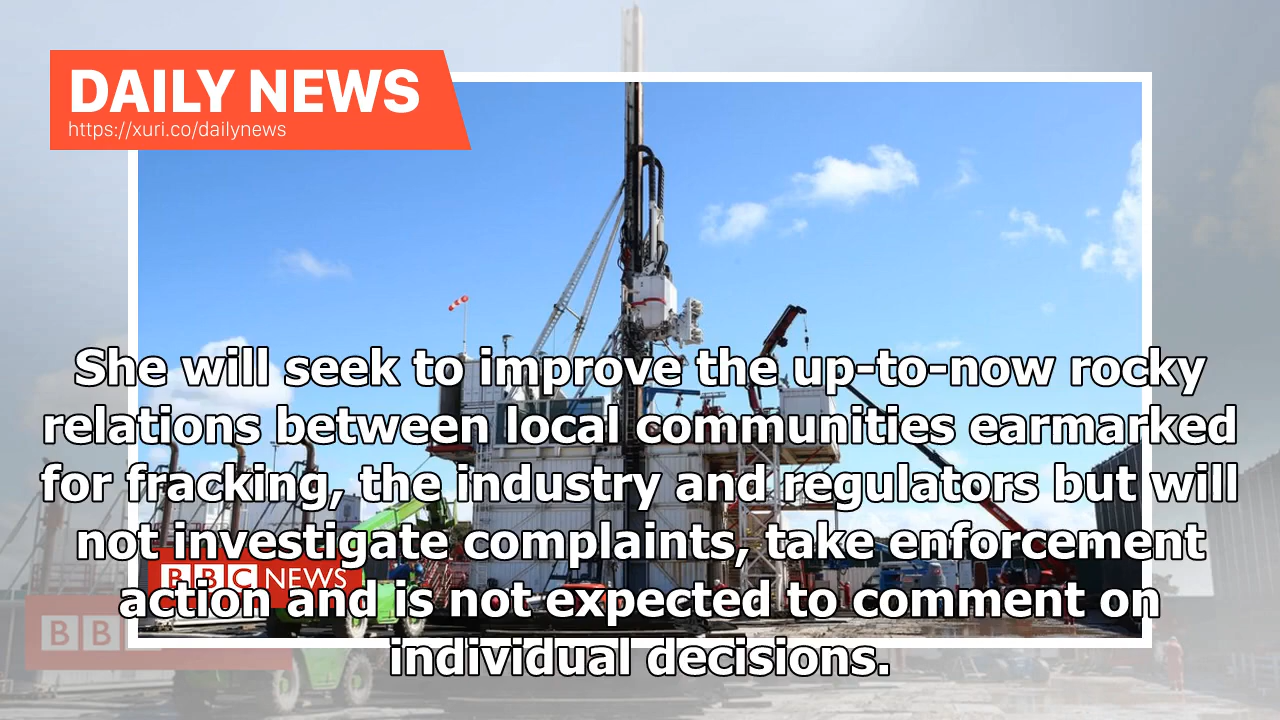 DAILY NEWS
https://xuri.co/dailynews
She will seek to improve the up-to-now rocky
relations between local communities earmarked
for fracking, the industry and regulators but will
not investigate complaints, take enforcement
BBC NEWS
action and is not expected to comment on
BB
individual decisions.